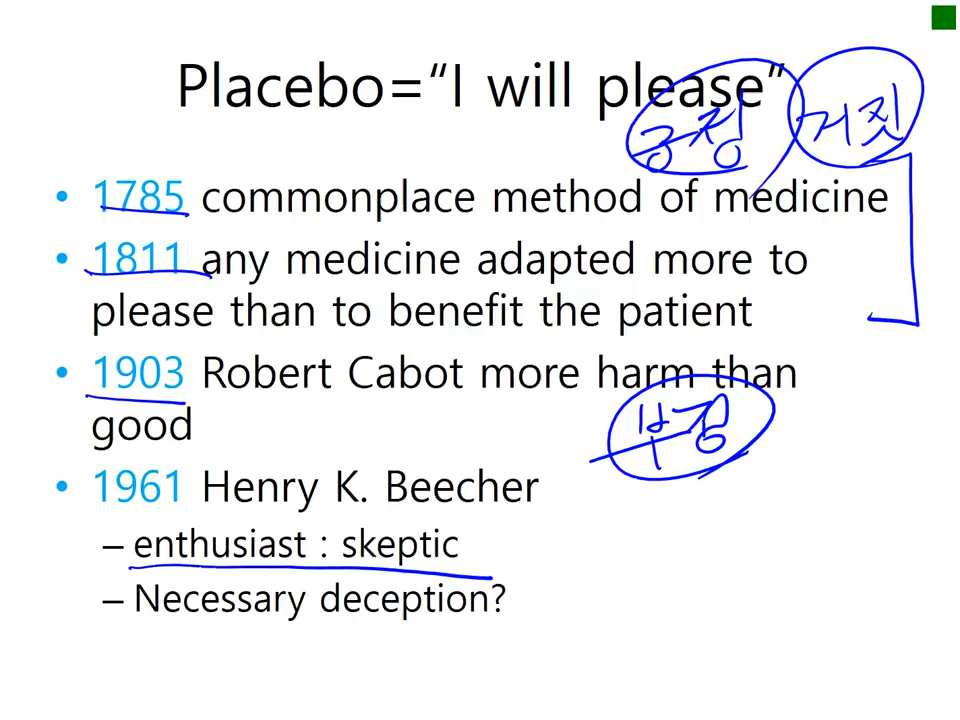 Placebo=“I will please”
긍정 거짓
• 1785 commonplace method of medicine
• 1811 any medicine adapted more to
please than to benefit the patient
• 1903 Robert Cabot more harm than
good
부정
• 1961 Henry K. Beecher
– enthusiast : skeptic
– Necessary deception?